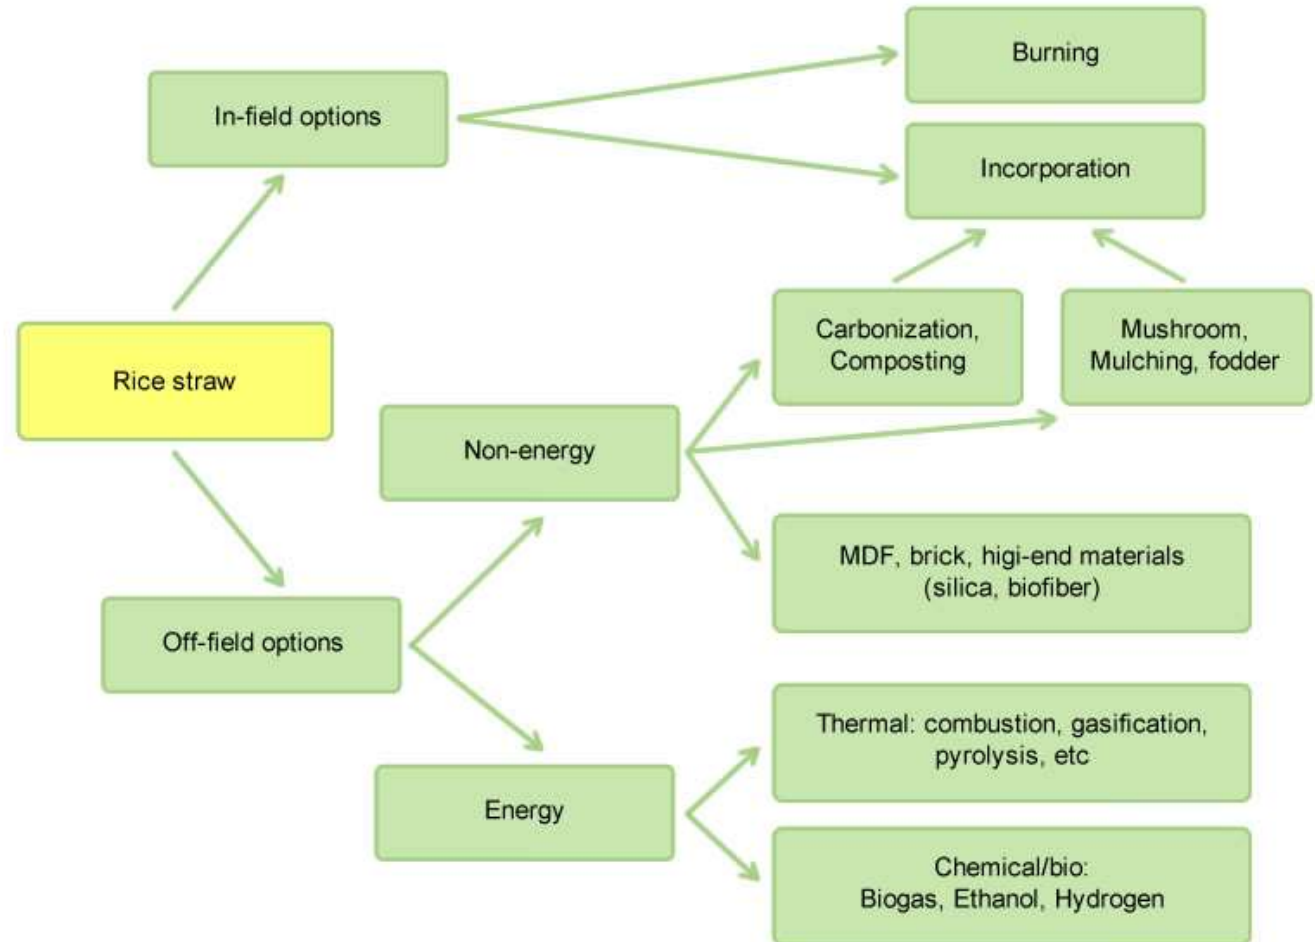 Burning
In-field options
Incorporation
Carbonization,
Composting
Mushroom,
Mulching, fodder
Rice straw
Non-energy
MDF, brick, higi-end materials
(silica, biofiber)
Off-field options
Thermal: combustion, gasification,
pyrolysis, etc
Energy
Chemical/bio:
Biogas, Ethanol, Hydrogen